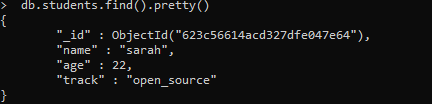 > db.students.find().pretty()
{
        "_id" : ObjectId("623c56614acd327dfe047e64"),
        "name" : "sarah",
        "age" : 22,
        "track" : "open_source"
}